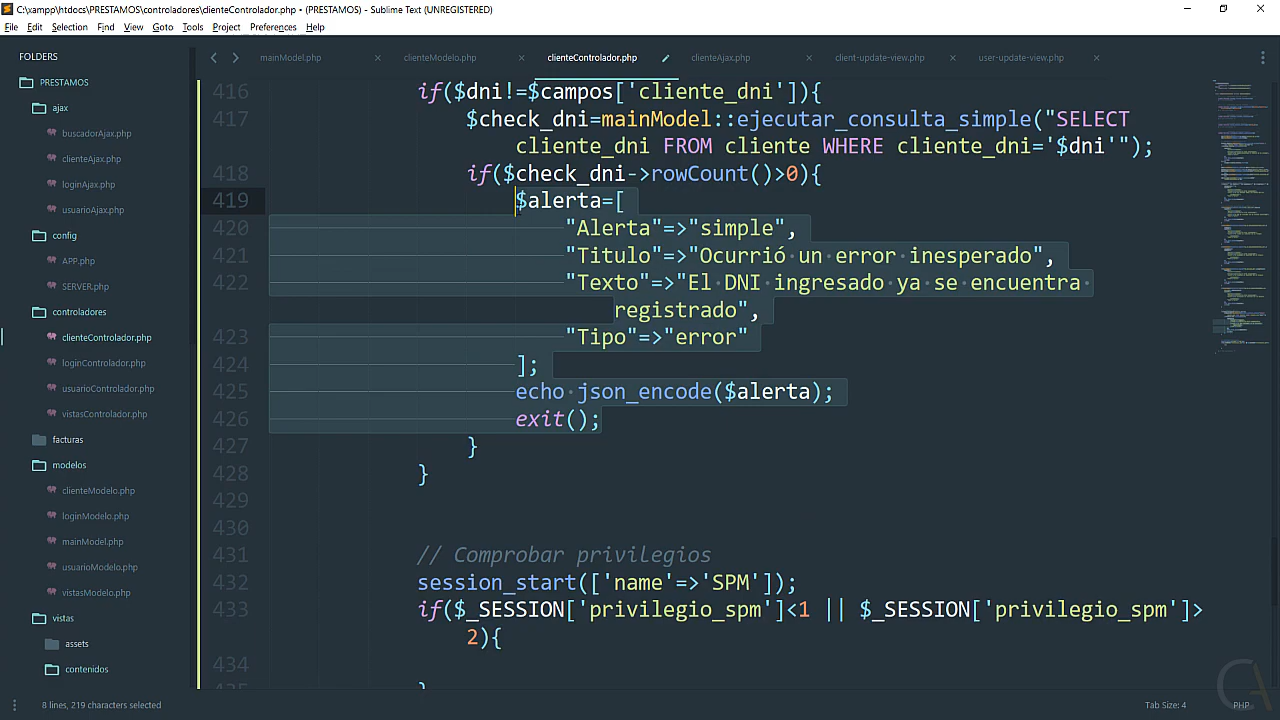 C:\xampp\htdocs\PRESTAMOS\controladores\clienteControlador.php • (PRESTAMOS) - Sublime Text (UNREGISTERED)
File Edit Selection Find View Goto Tools Project Preferences Help
FOLDERS
PRESTAMOS
ajax
buscadorAjax.php
clienteAjax.php
loginAjax.php
usuarioAjax.php
config
APP.php
SERVER.php
controladores
clienteControlador.php
loginControlador.php
usuarioControlador.php
vistasControlador.php
facturas
modelos
clienteModelo.php
loginModelo.php
mainModel.php
usuarioModelo.php
vistasModelo.php
vistas
assets
contenidos
mainModel.php clienteModelo.php clienteControlador.php clienteAjax.php client-update-view.php user-update-view.php
416 if($dni!=$campos['cliente_dni']){
417 $check_dni=mainModel::ejecutar_consulta_simple("SELECT
cliente_dni FROM cliente WHERE cliente_dni='$dni'");
418 if($check_dni->rowCount()>0){
419 $alerta=[
420 "Alerta"=>"simple",
421 "Titulo"=>"Ocurrió un error inesperado",
422 "Texto"=>"El DNI ingresado ya se encuentra
registrado",
423 "Tipo"=>"error"
424 ];
425 echo json_encode($alerta);
426 exit();
427 }
428 }
429
430
431 // Comprobar privilegios
432 session_start(['name'=>'SPM']);
433 if($_SESSION['privilegio_spm']<1 || $_SESSION['privilegio_spm']>
2){
434
435 }
8 lines, 219 characters selected Tab Size: 4 PHP